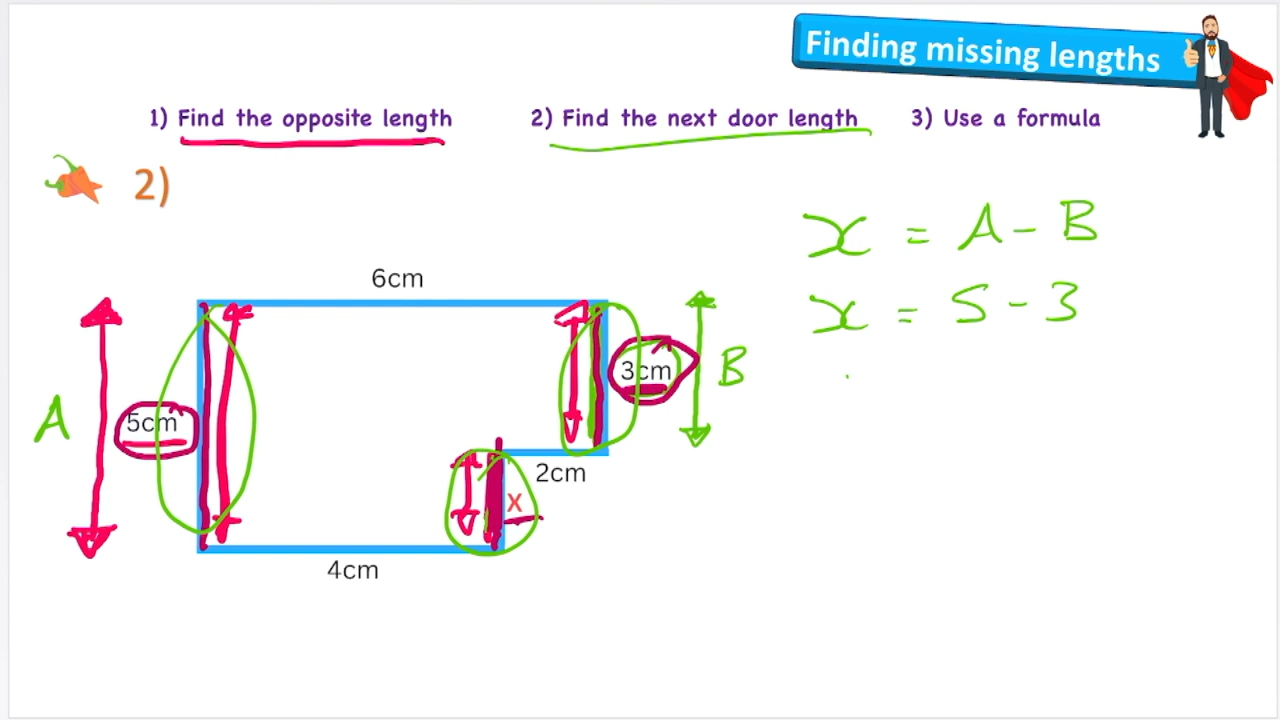 Finding missing lengths
1) Find the opposite length 2) Find the next door length 3) Use a formula
2)
x = A - B
6cm
x = 5 - 3
3cm
B
A
5cm
2cm
x
4cm